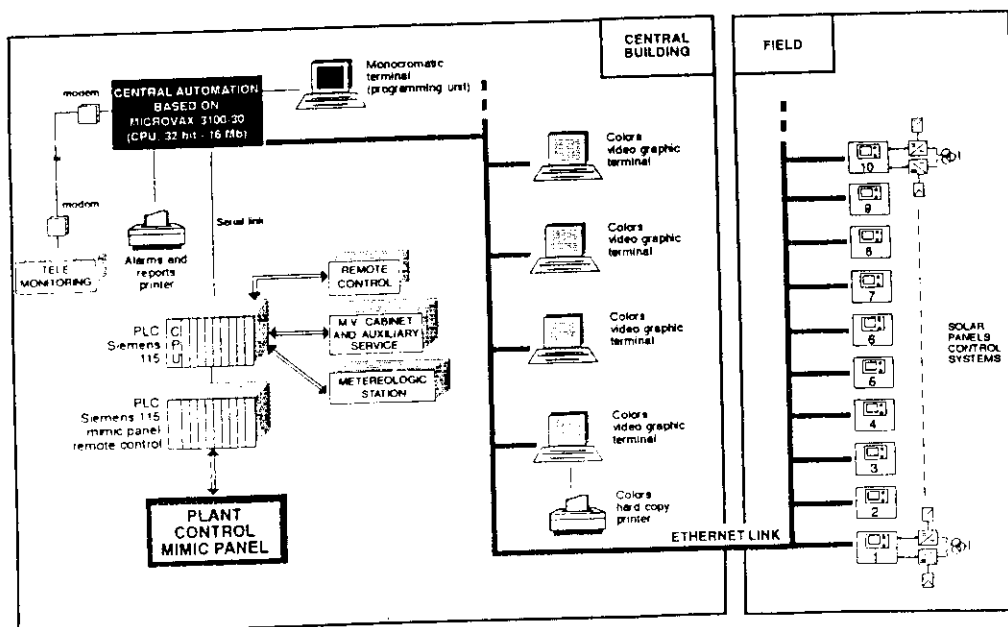 CENTRAL
BUILDING
FIELD
Monocromatic
terminal
(programming unit)
modem
CENTRAL AUTOMATION
BASED ON
MICROVAX 3100-30
(CPU, 32 bit - 16 Mb)
Colors
video graphic
terminal
10
9
modem
Serial link
Alarms and
reports
printer
TELE
MONITORING
Colors
video graphic
terminal
8
REMOTE
CONTROL
7
PLC
Siemens
115
C
P
U
M.V. CABINET
AND AUXILIARY
SERVICE
Colors
video graphic
terminal
6
SOLAR
PANELS
CONTROL
SYSTEMS
METEREOLOGIC
STATION
5
PLC
Siemens 115
mimic panel
remote control
Colors
video graphic
terminal
4
3
PLANT
CONTROL
MIMIC PANEL
Colors
hard copy
printer
2
ETHERNET LINK
1